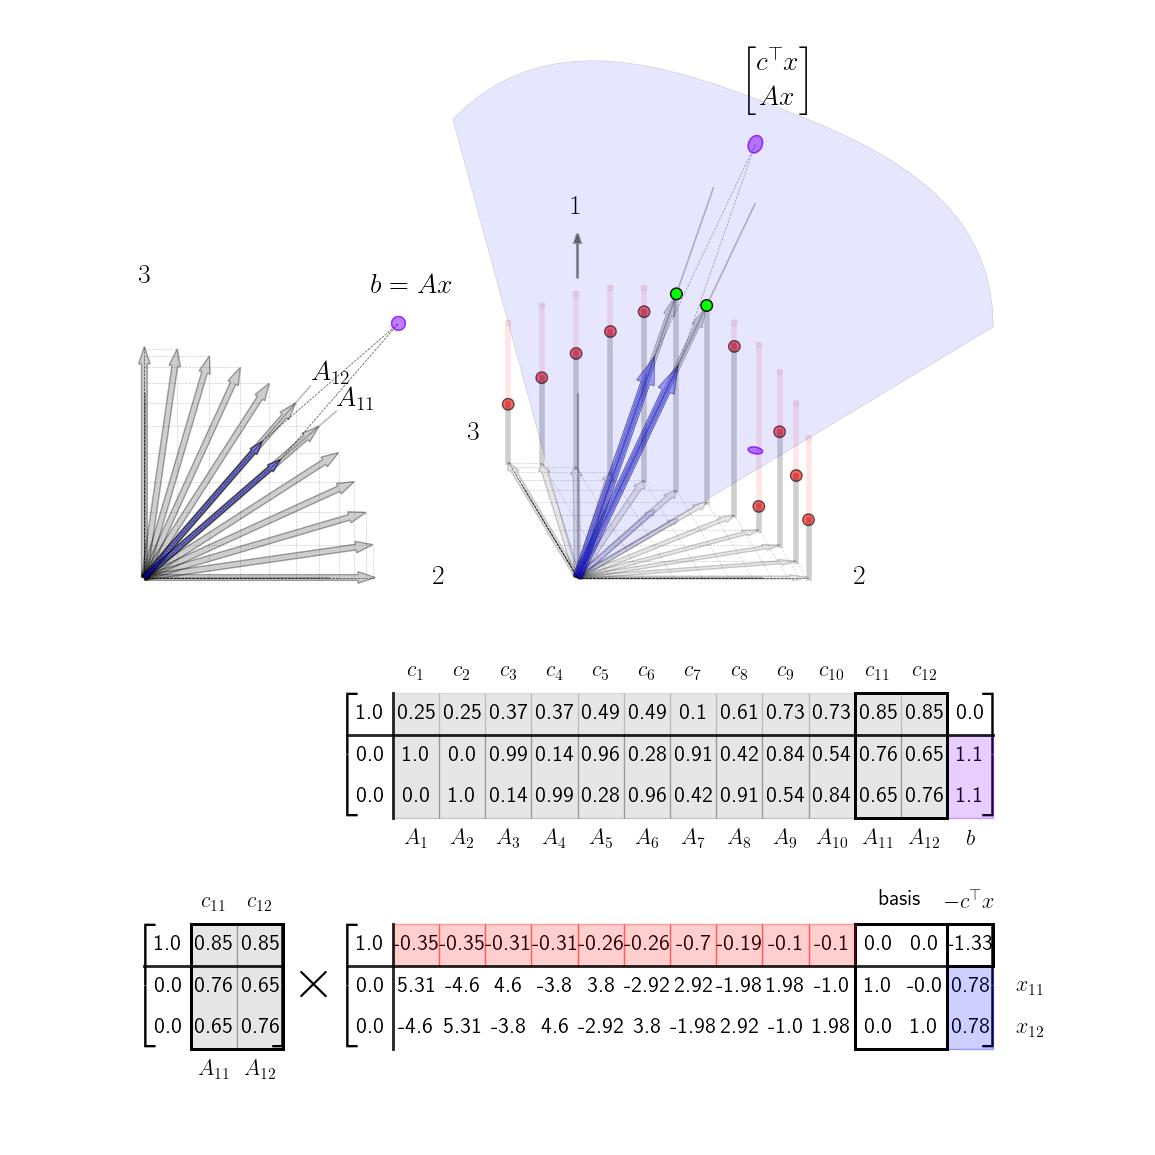 [c⊤x
Ax]
1
3
b = Ax
A12
A11
3
2
2
c1 c2 c3 c4 c5 c6 c7 c8 c9 c10 c11 c12
1.0 0.25 0.25 0.37 0.37 0.49 0.49 0.1 0.61 0.73 0.73 0.85 0.85 0.0
0.0 1.0 0.0 0.99 0.14 0.96 0.28 0.91 0.42 0.84 0.54 0.76 0.65 1.1
0.0 0.0 1.0 0.14 0.99 0.28 0.96 0.42 0.91 0.54 0.84 0.65 0.76 1.1
A1 A2 A3 A4 A5 A6 A7 A8 A9 A10 A11 A12 b
c11 c12 basis −c⊤x
1.0 0.85 0.85 1.0 -0.35 -0.35 -0.31 -0.31 -0.26 -0.26 -0.7 -0.19 -0.1 -0.1 0.0 0.0 -1.33
0.0 0.76 0.65 × 0.0 5.31 -4.6 4.6 -3.8 3.8 -2.92 2.92 -1.98 1.98 -1.0 1.0 -0.0 0.78 x11
0.0 0.65 0.76 0.0 -4.6 5.31 -3.8 4.6 -2.92 3.8 -1.98 2.92 -1.0 1.98 0.0 1.0 0.78 x12
A11 A12